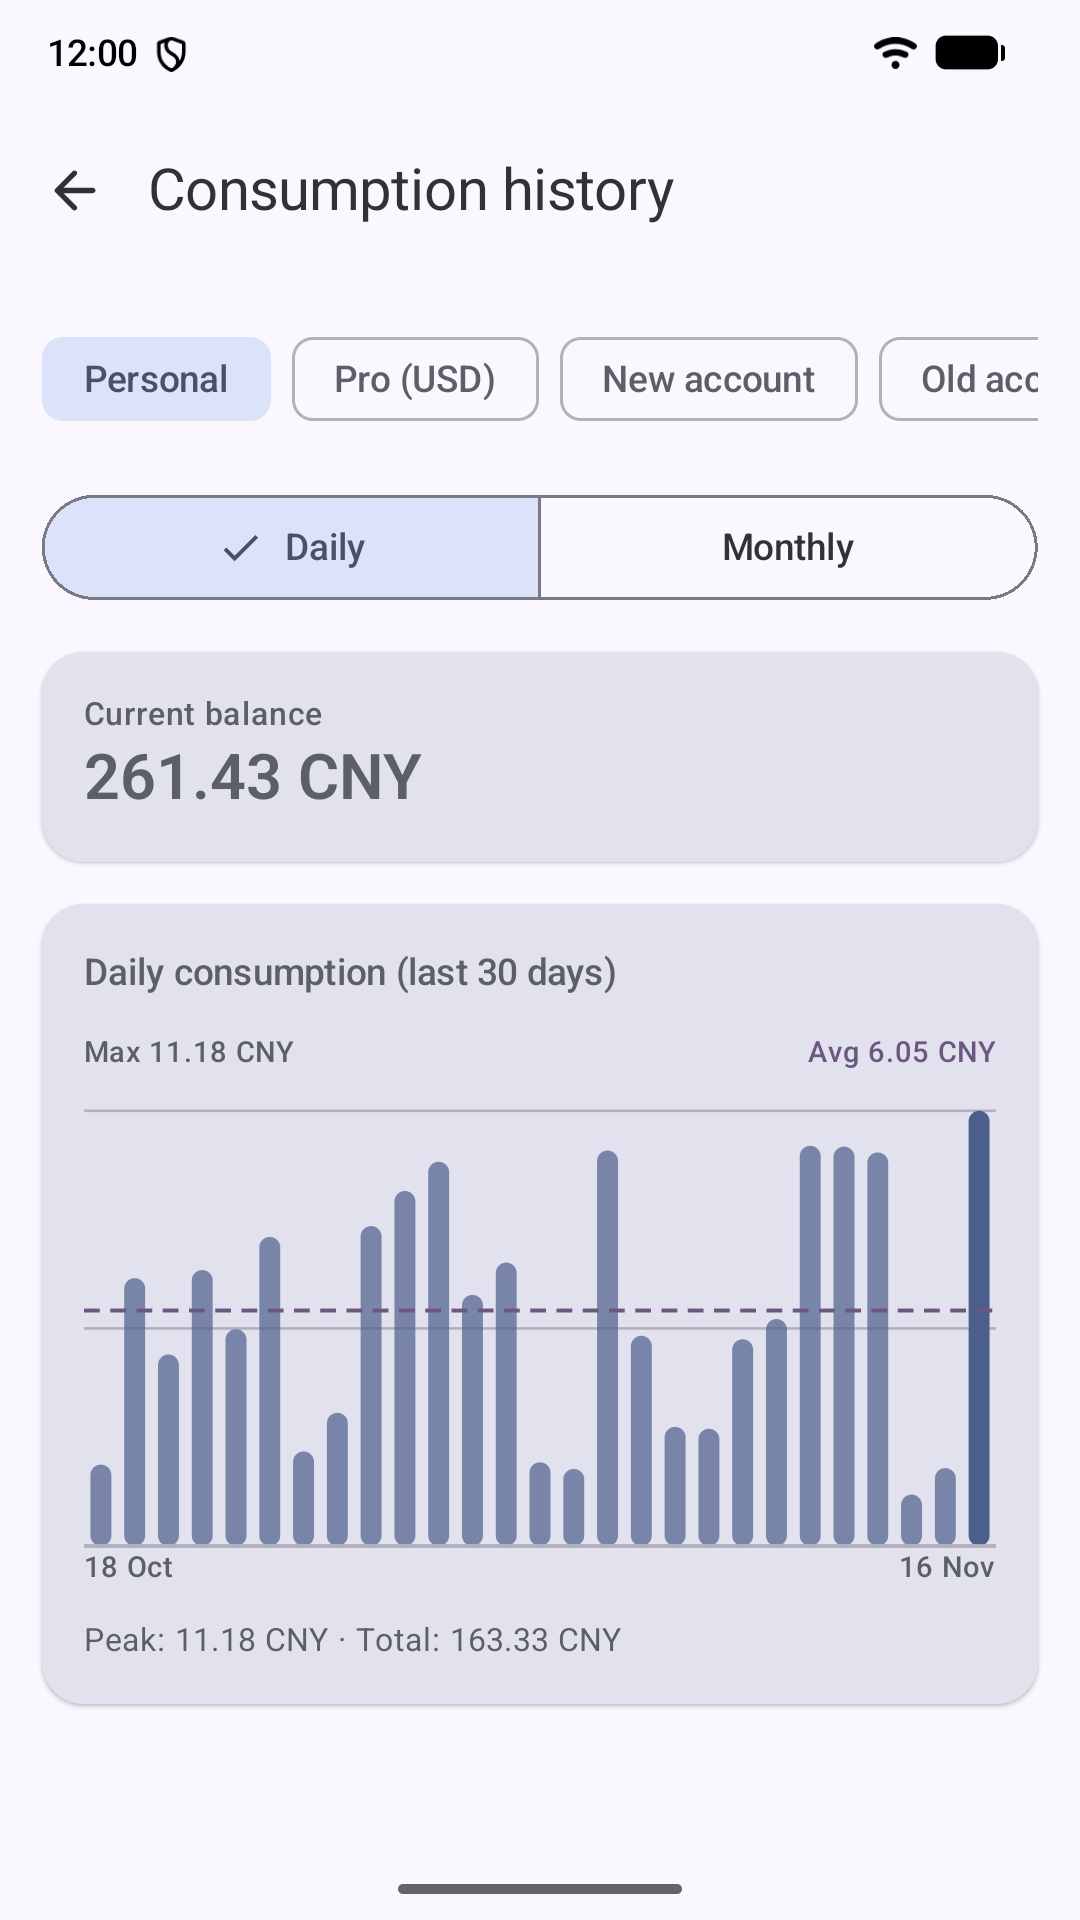 12:00
Consumption history
Personal
Pro (USD)
New account
Old acc
Daily
Monthly
Current balance
261.43 CNY
Daily consumption (last 30 days)
Max 11.18 CNY
Avg 6.05 CNY
18 Oct
16 Nov
Peak: 11.18 CNY · Total: 163.33 CNY